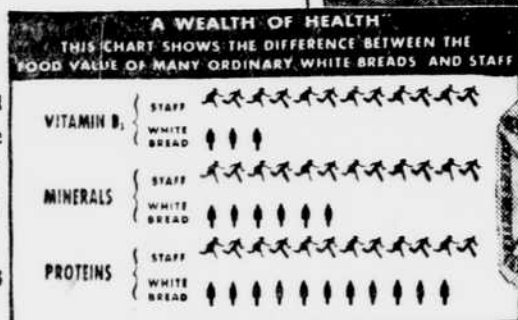 "A WEALTH OF HEALTH"
THIS CHART SHOWS THE DIFFERENCE BETWEEN THE
FOOD VALUE OF MANY ORDINARY WHITE BREADS AND STAFF
VITAMIN B₁
STAFF
WHITE
BREAD
MINERALS
STAFF
WHITE
BREAD
PROTEINS
STAFF
WHITE
BREAD